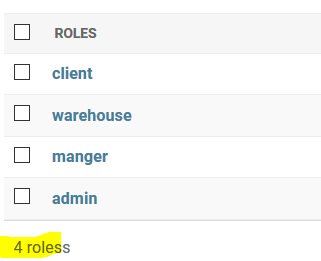 ROLES
client
warehouse
manger
admin
4 roless